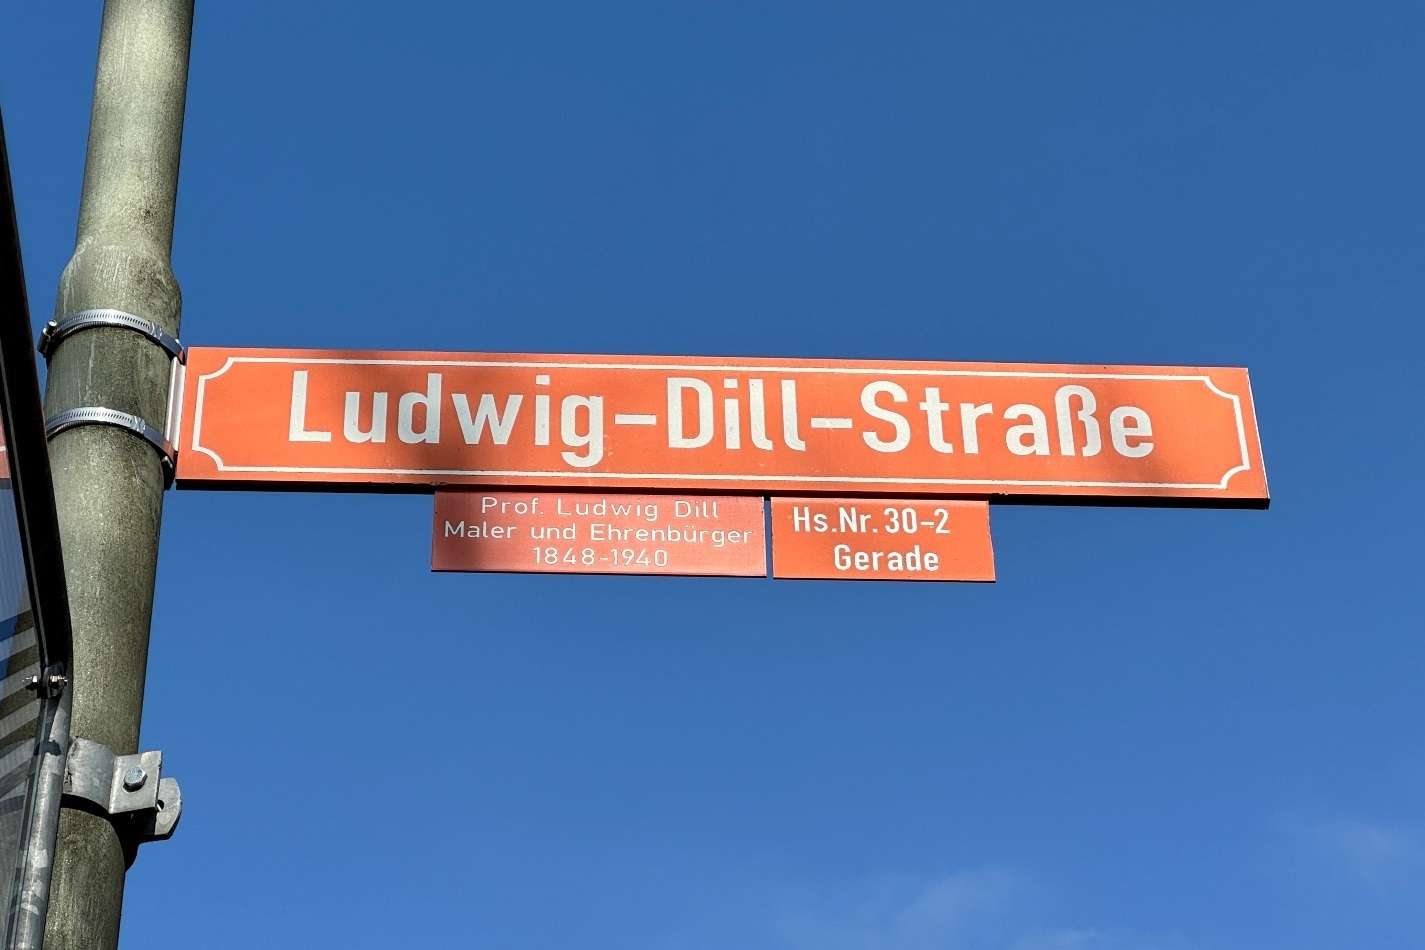 Ludwig-Dill-Straße
Prof. Ludwig Dill
Maler und Ehrenbürger
1848-1940
Hs.Nr. 30-2
Gerade